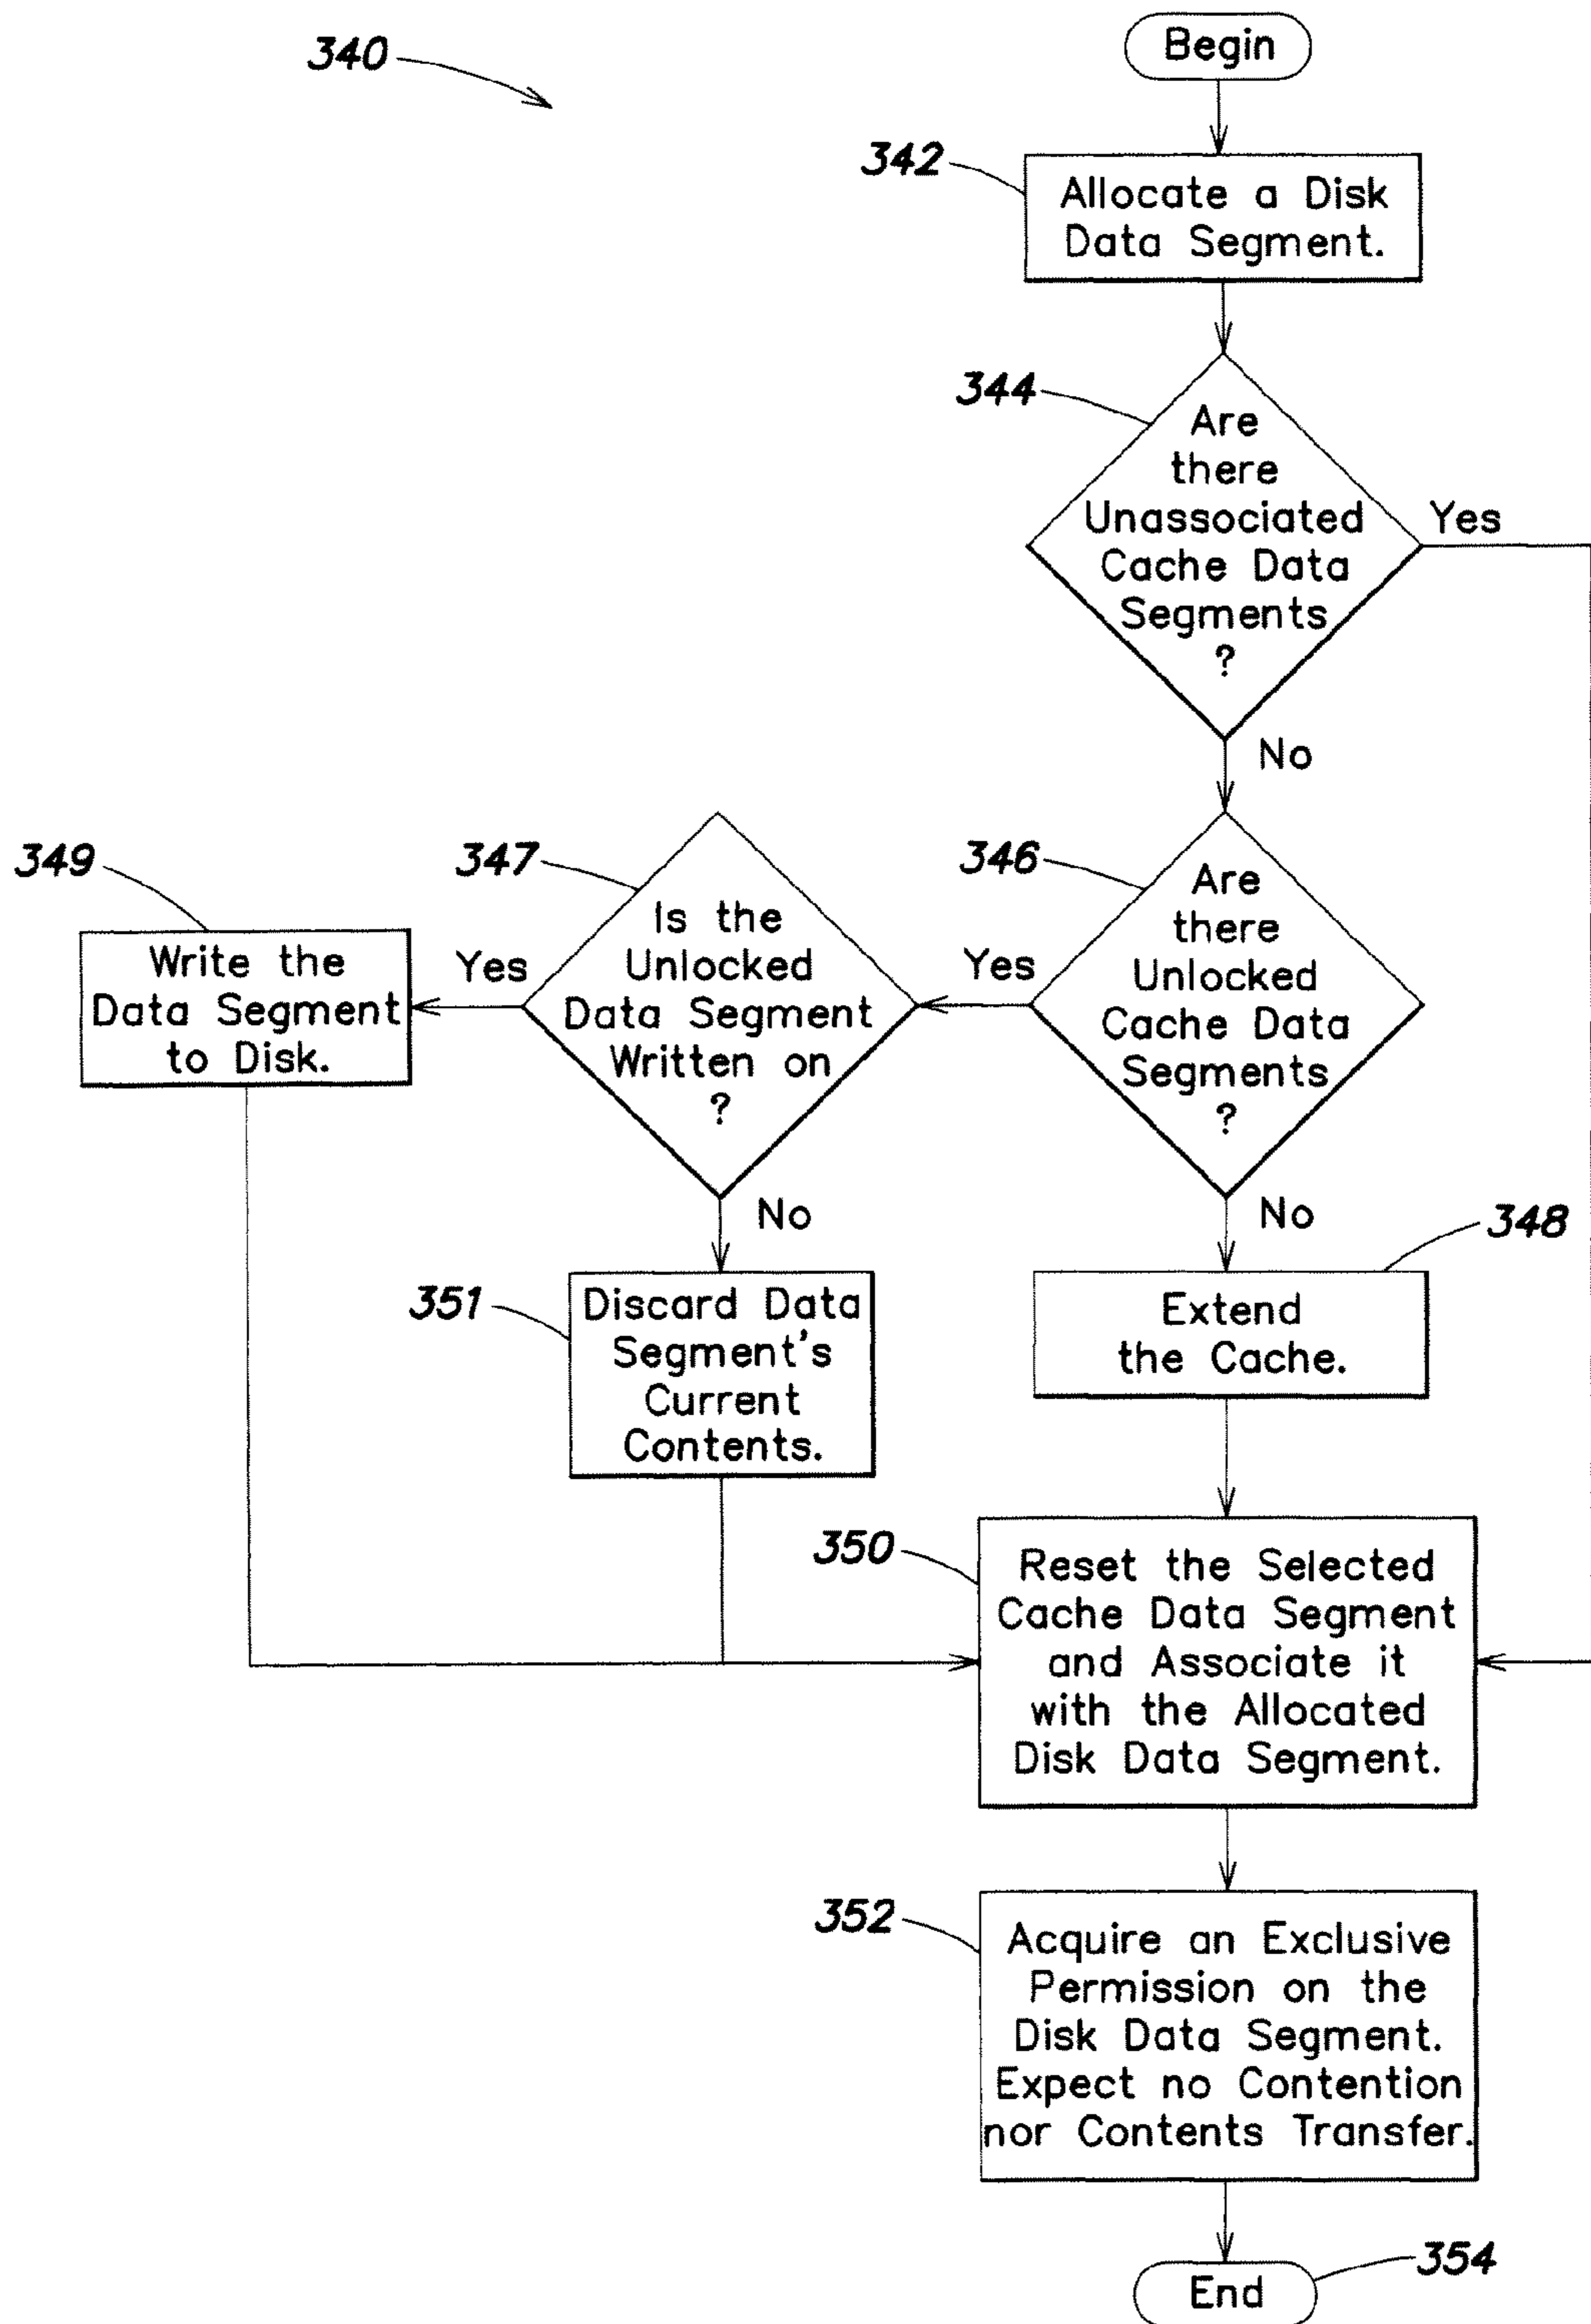 340
Begin
342
Allocate a Disk
Data Segment.
344
Are
there
Unassociated
Cache Data
Segments
?
Yes
No
349
Write the
Data Segment
to Disk.
Yes
347
Is the
Unlocked
Data Segment
Written on
?
Yes
346
Are
there
Unlocked
Cache Data
Segments
?
No
No
351
Discard Data
Segment's
Current
Contents.
348
Extend
the Cache.
350
Reset the Selected
Cache Data Segment
and Associate it
with the Allocated
Disk Data Segment.
352
Acquire an Exclusive
Permission on the
Disk Data Segment.
Expect no Contention
nor Contents Transfer.
354
End